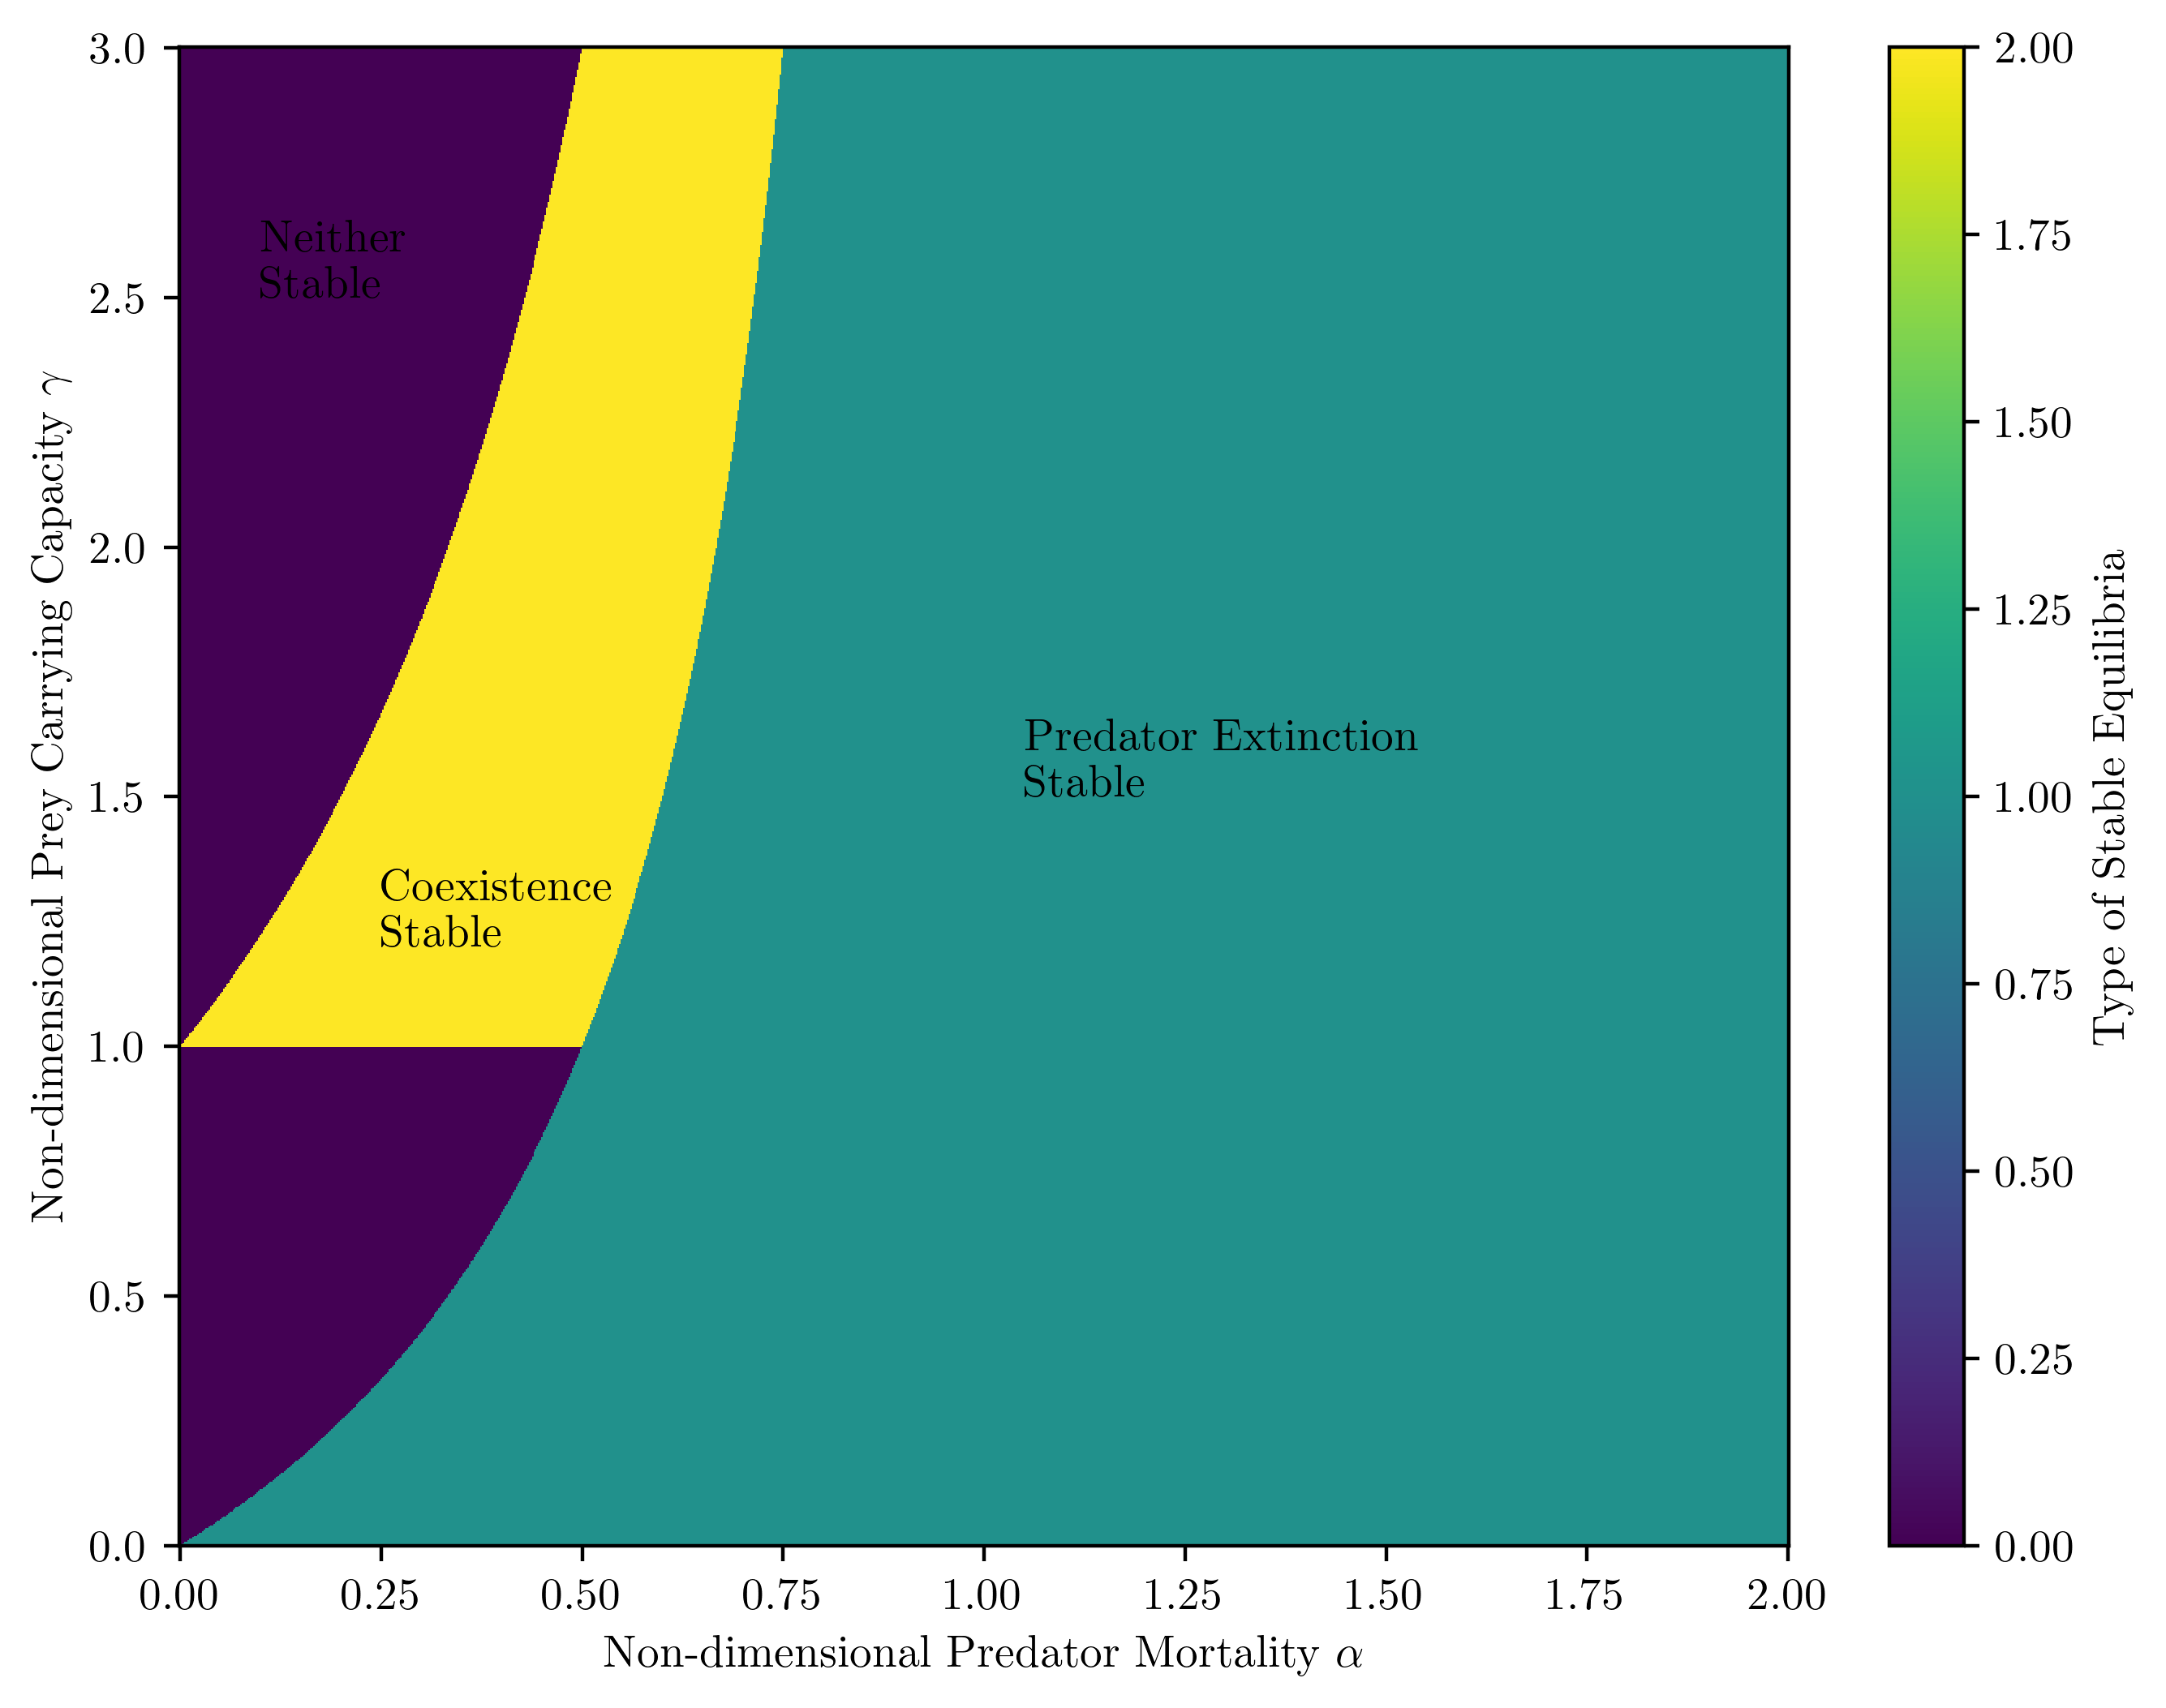 3.0
2.5
2.0
1.5
1.0
0.5
0.0
Non-dimensional Prey Carrying Capacity γ
Neither
Stable
Coexistence
Stable
Predator Extinction
Stable
0.00 0.25 0.50 0.75 1.00 1.25 1.50 1.75 2.00
Non-dimensional Predator Mortality α
2.00
1.75
1.50
1.25
1.00
0.75
0.50
0.25
0.00
Type of Stable Equilibria